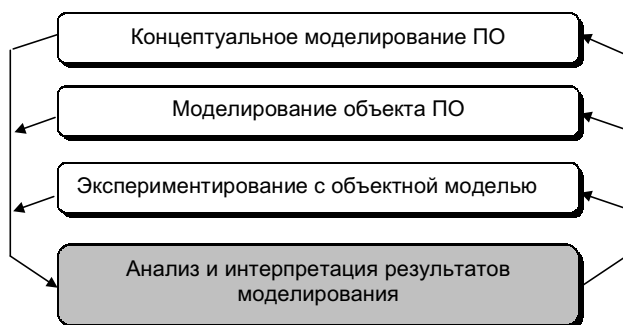 Концептуальное моделирование ПО
Моделирование объекта ПО
Экспериментирование с объектной моделью
Анализ и интерпретация результатов
моделирования